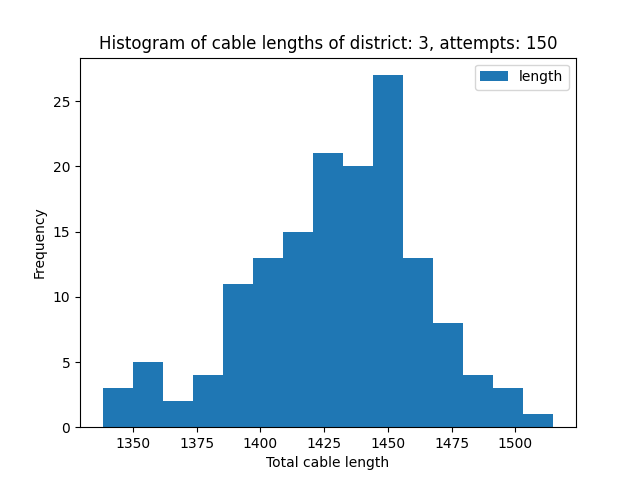 Histogram of cable lengths of district: 3, attempts: 150
length
25
20
15
10
5
0
Frequency
1350 1375 1400 1425 1450 1475 1500
Total cable length